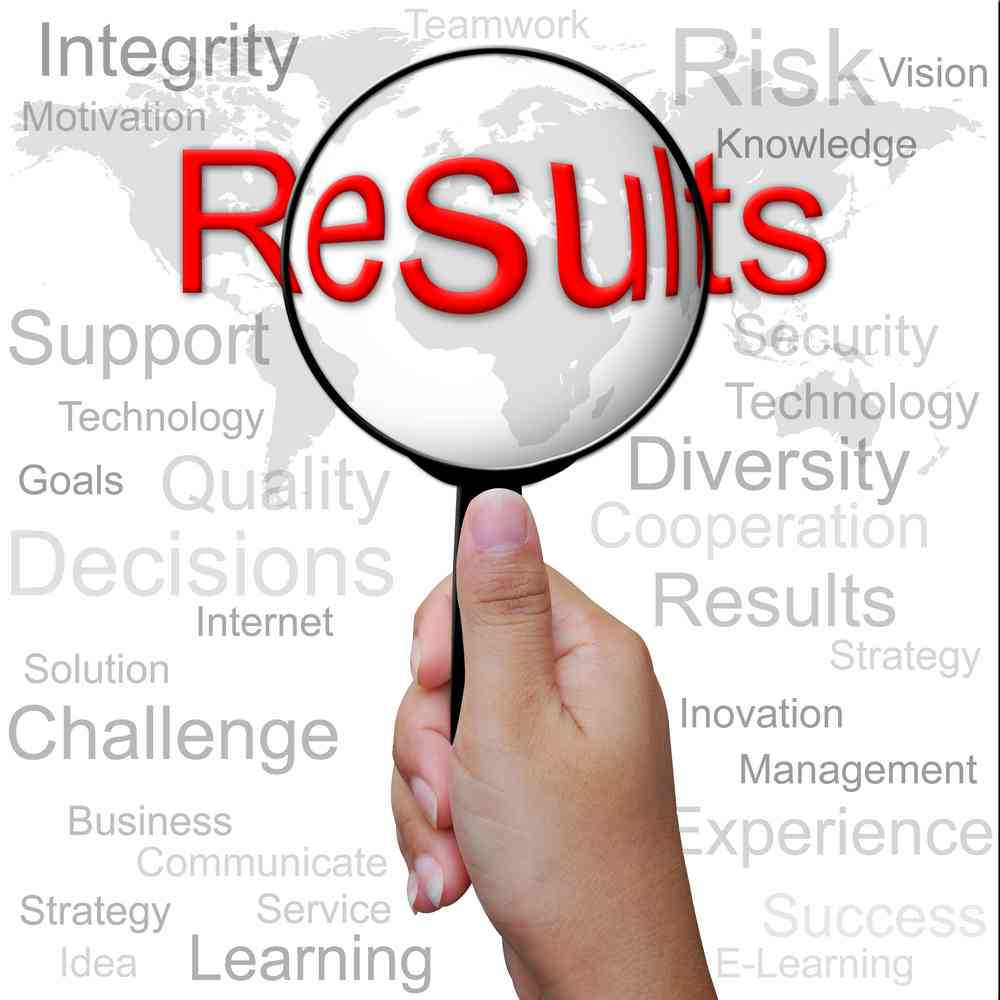 Teamwork
Integrity
Risk
Vision
Motivation
Knowledge
Results
Support
Security
Technology
Technology
Goals
Quality
Diversity
Cooperation
Decisions
Results
Internet
Strategy
Solution
Inovation
Challenge
Management
Business
Experience
Communicate
Strategy
Service
Success
Idea
Learning
E-Learning